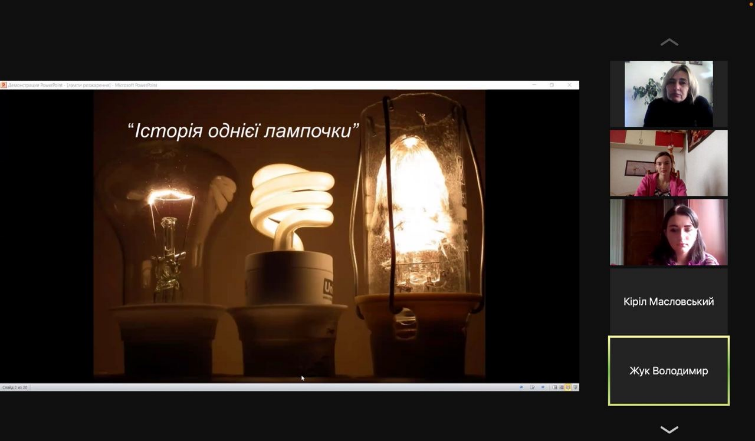 “Історія однієї лампочки”
Кіріл Масловський
Жук Володимир